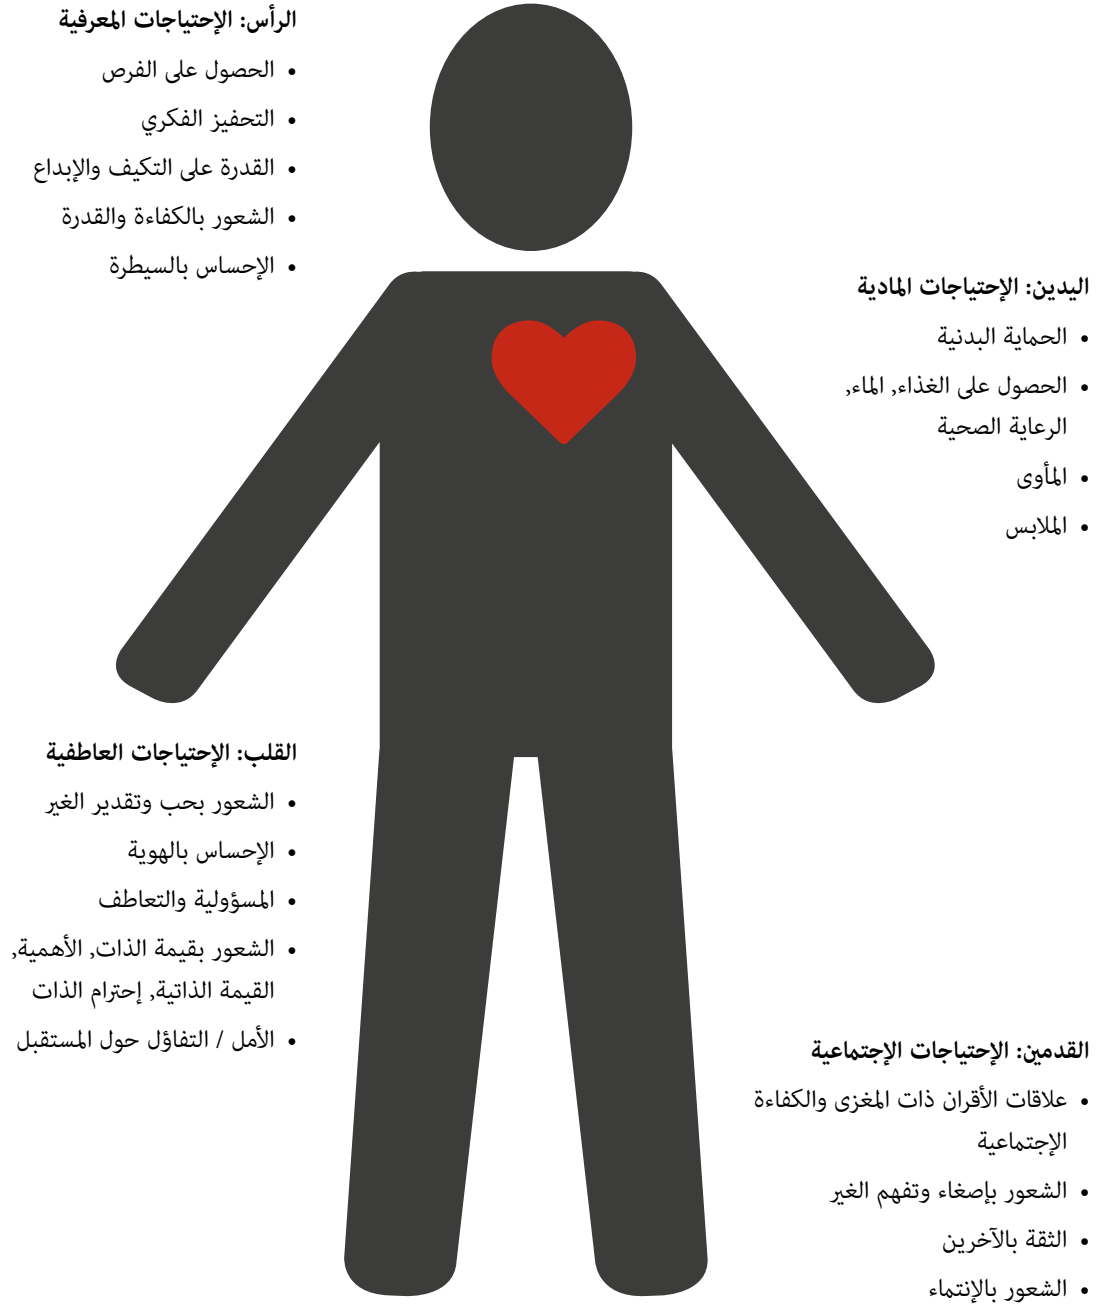 الرأس: الإحتياجات المعرفية
• الحصول على الفرص
• التحفيز الفكري
• القدرة على التكيف والإبداع
• الشعور بالكفاءة والقدرة
• الإحساس بالسيطرة
اليدين: الإحتياجات المادية
• الحماية البدنية
• الحصول على الغذاء, الماء,
الرعاية الصحية
• المأوى
• الملابس
القلب: الإحتياجات العاطفية
• الشعور بحب وتقدير الغير
• الإحساس بالهوية
• المسؤولية والتعاطف
• الشعور بقيمة الذات, الأهمية,
القيمة الذاتية, إحترام الذات
• الأمل / التفاؤل حول المستقبل
القدمين: الإحتياجات الإجتماعية
• علاقات الأقران ذات المغزى والكفاءة
الإجتماعية
• الشعور بإصغاء وتفهم الغير
• الثقة بالآخرين
• الشعور بالإنتماء